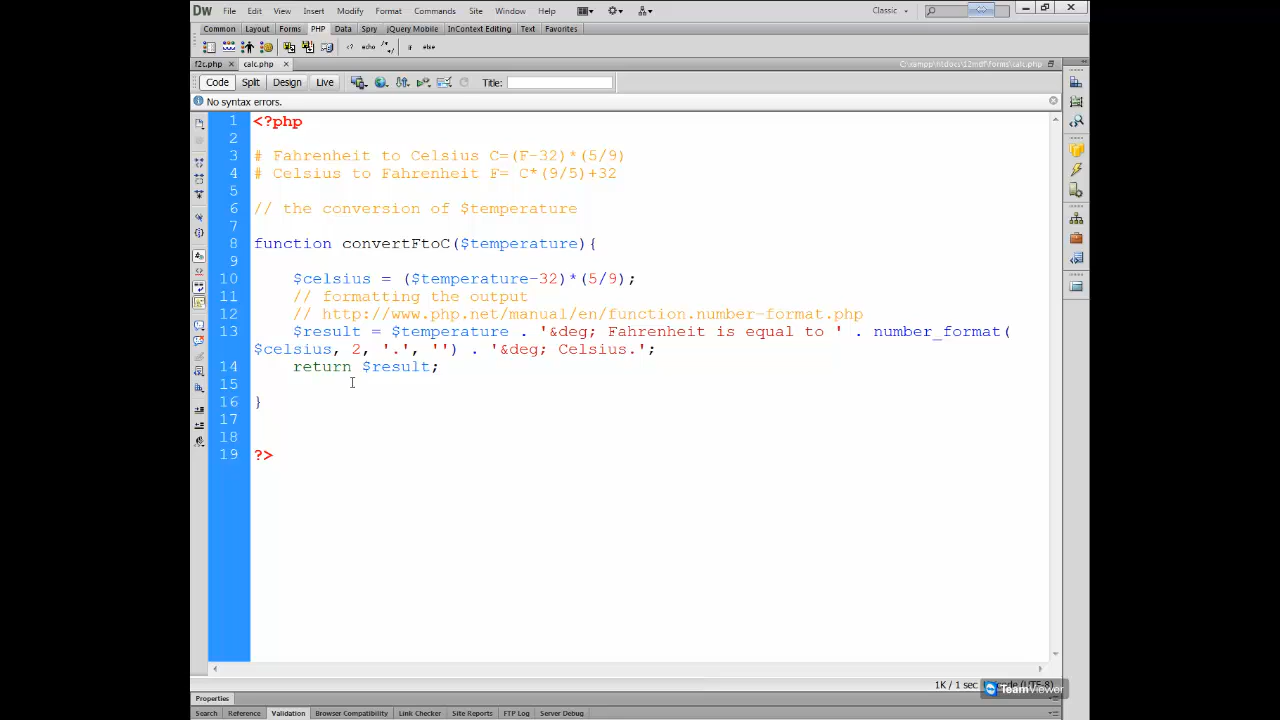 Dw File Edit View Insert Modify Format Commands Site Window Help Classic
Common Layout Forms PHP Data Spry jQuery Mobile InContext Editing Text Favorites
<? echo /* */ if else
f2c.php × calc.php × C:\xampp\htdocs\12mdf\forms\calc.php
Code Split Design Live Title:
No syntax errors.
1 <?php
2
3 # Fahrenheit to Celsius C=(F-32)*(5/9)
4 # Celsius to Fahrenheit F= C*(9/5)+32
5
6 // the conversion of $temperature
7
8 function convertFtoC($temperature){
9
10 $celsius = ($temperature-32)*(5/9);
11 // formatting the output
12 // http://www.php.net/manual/en/function.number-format.php
13 $result = $temperature . '&deg; Fahrenheit is equal to ' . number_format(
$celsius, 2, '.', '') . '&deg; Celsius.';
14 return $result;
15
16 }
17
18
19 ?>
1K / 1 sec (UTF-8)
TeamViewer
Properties
Search Reference Validation Browser Compatibility Link Checker Site Reports FTP Log Server Debug